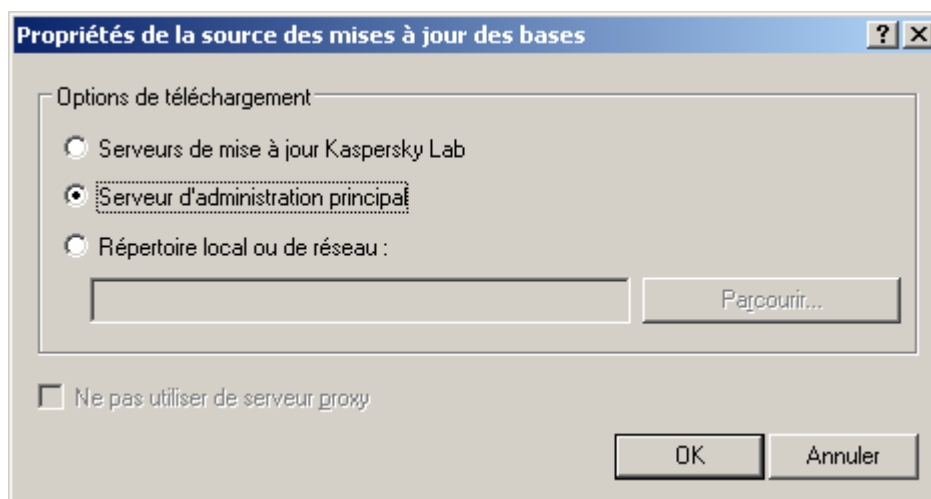 Propriétés de la source des mises à jour des bases
Options de téléchargement
Serveurs de mise à jour Kaspersky Lab
Serveur d'administration principal
Répertoire local ou de réseau :
Parcourir...
Ne pas utiliser de serveur proxy
OK Annuler